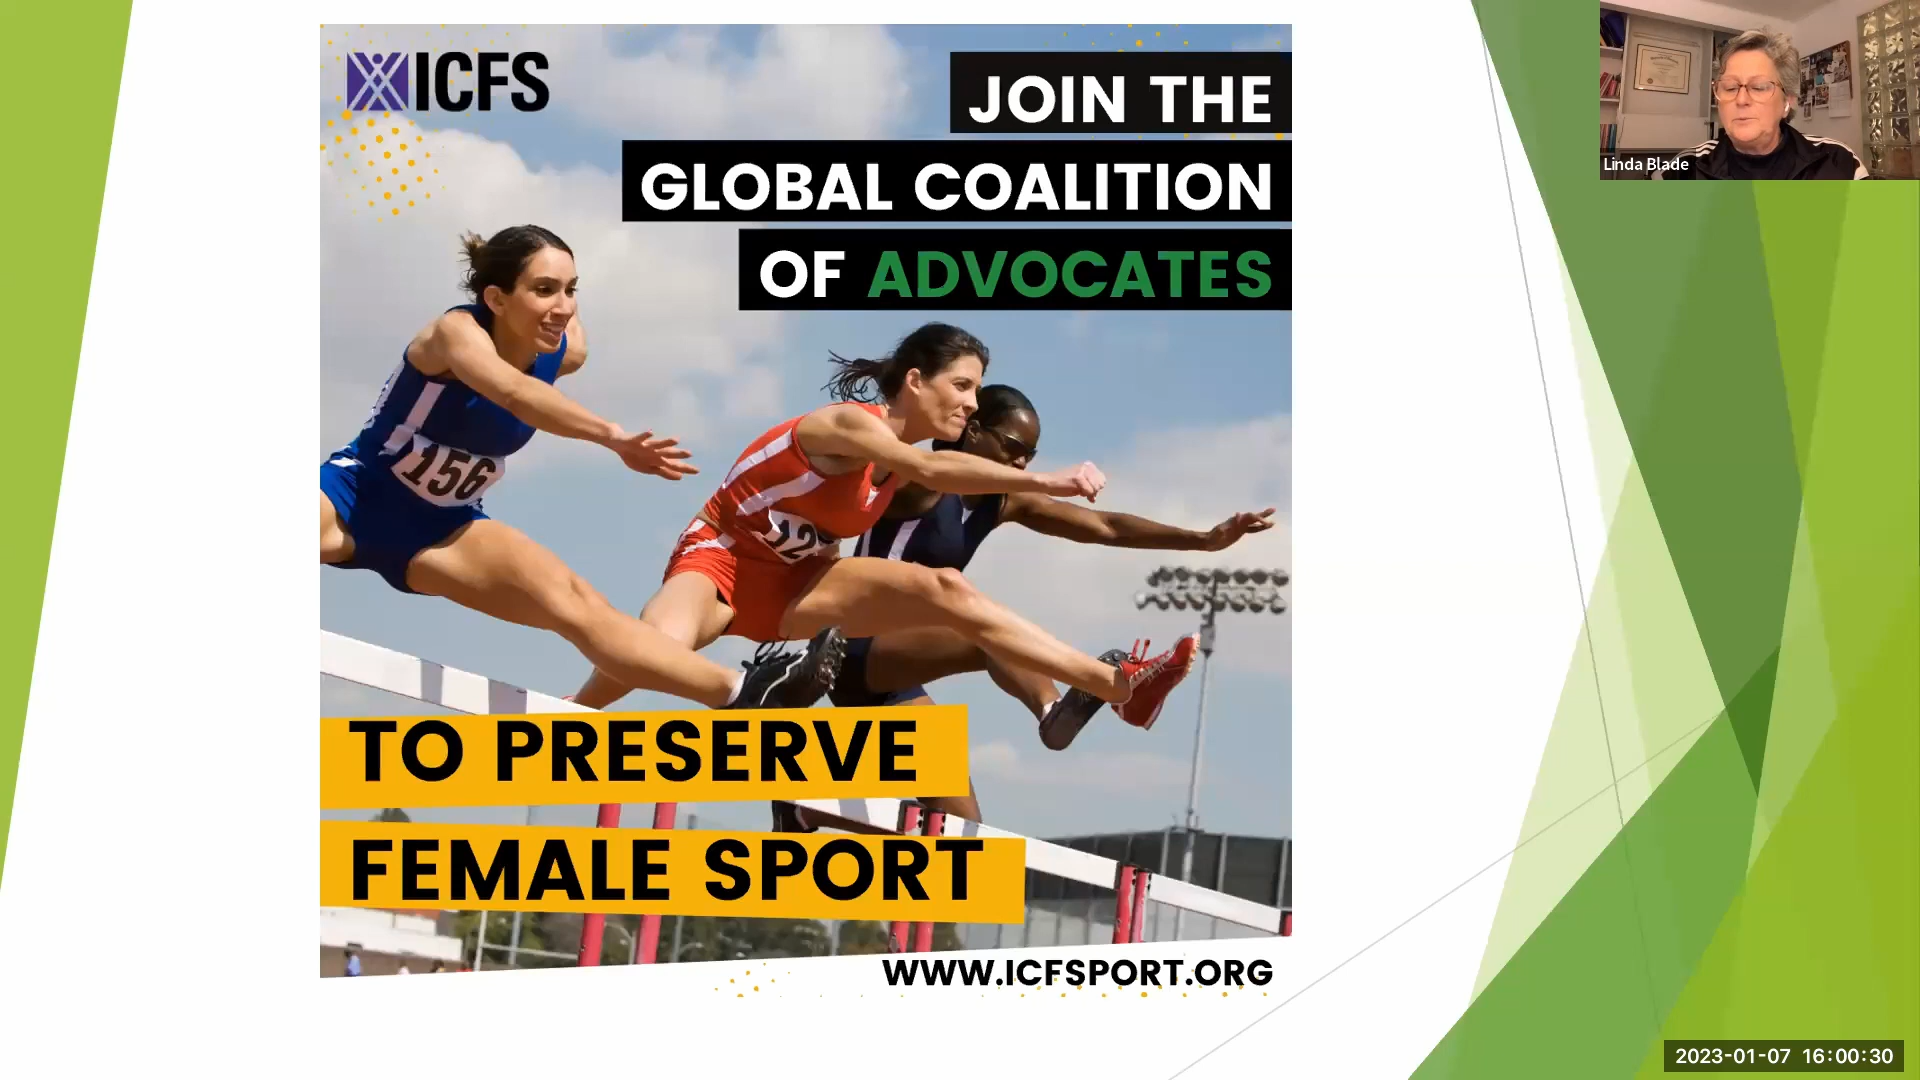 ICFS
JOIN THE
GLOBAL COALITION
OF ADVOCATES
Linda Blade
156
12
TO PRESERVE
FEMALE SPORT
WWW.ICFSPORT.ORG
2023-01-07 16:00:30